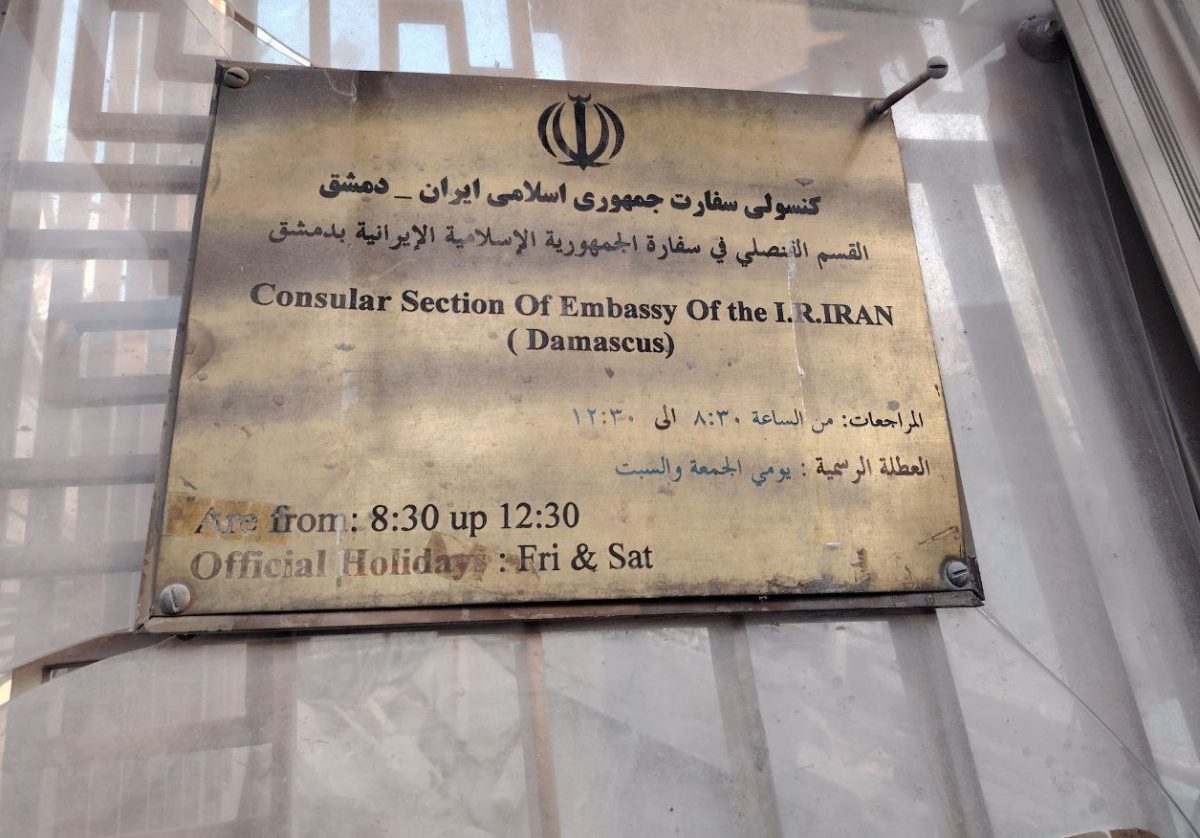 کنسولی سفارت جمهوری اسلامی ایران _ دمشق
القسم القنصلي في سفارة الجمهورية الإسلامية الإيرانية بدمشق
Consular Section Of Embassy Of the I.R.IRAN
( Damascus)
المراجعات: من الساعة ٨:٣٠ الى ١٢:٣٠
العطلة الرسمية : يومي الجمعة والسبت
Are from: 8:30 up 12:30
Official Holidays : Fri & Sat